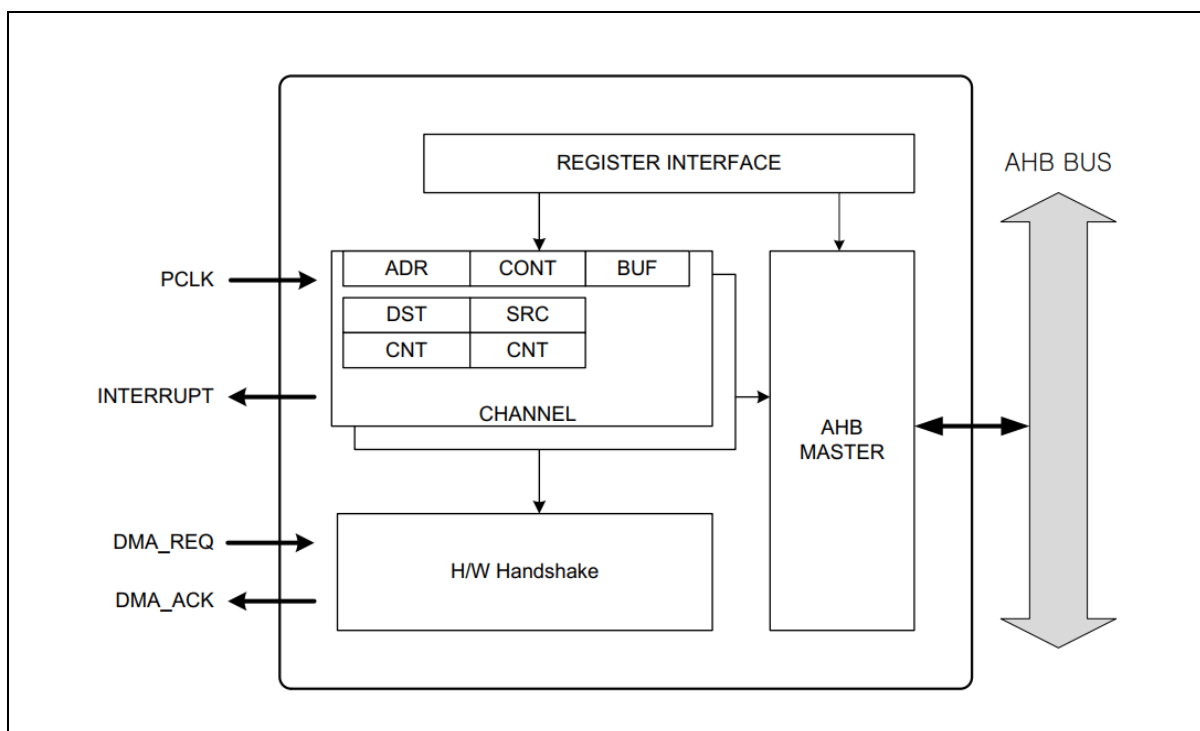 REGISTER INTERFACE
AHB BUS
ADR CONT BUF
PCLK
DST SRC
CNT CNT
INTERRUPT
CHANNEL
AHB
MASTER
DMA_REQ
H/W Handshake
DMA_ACK